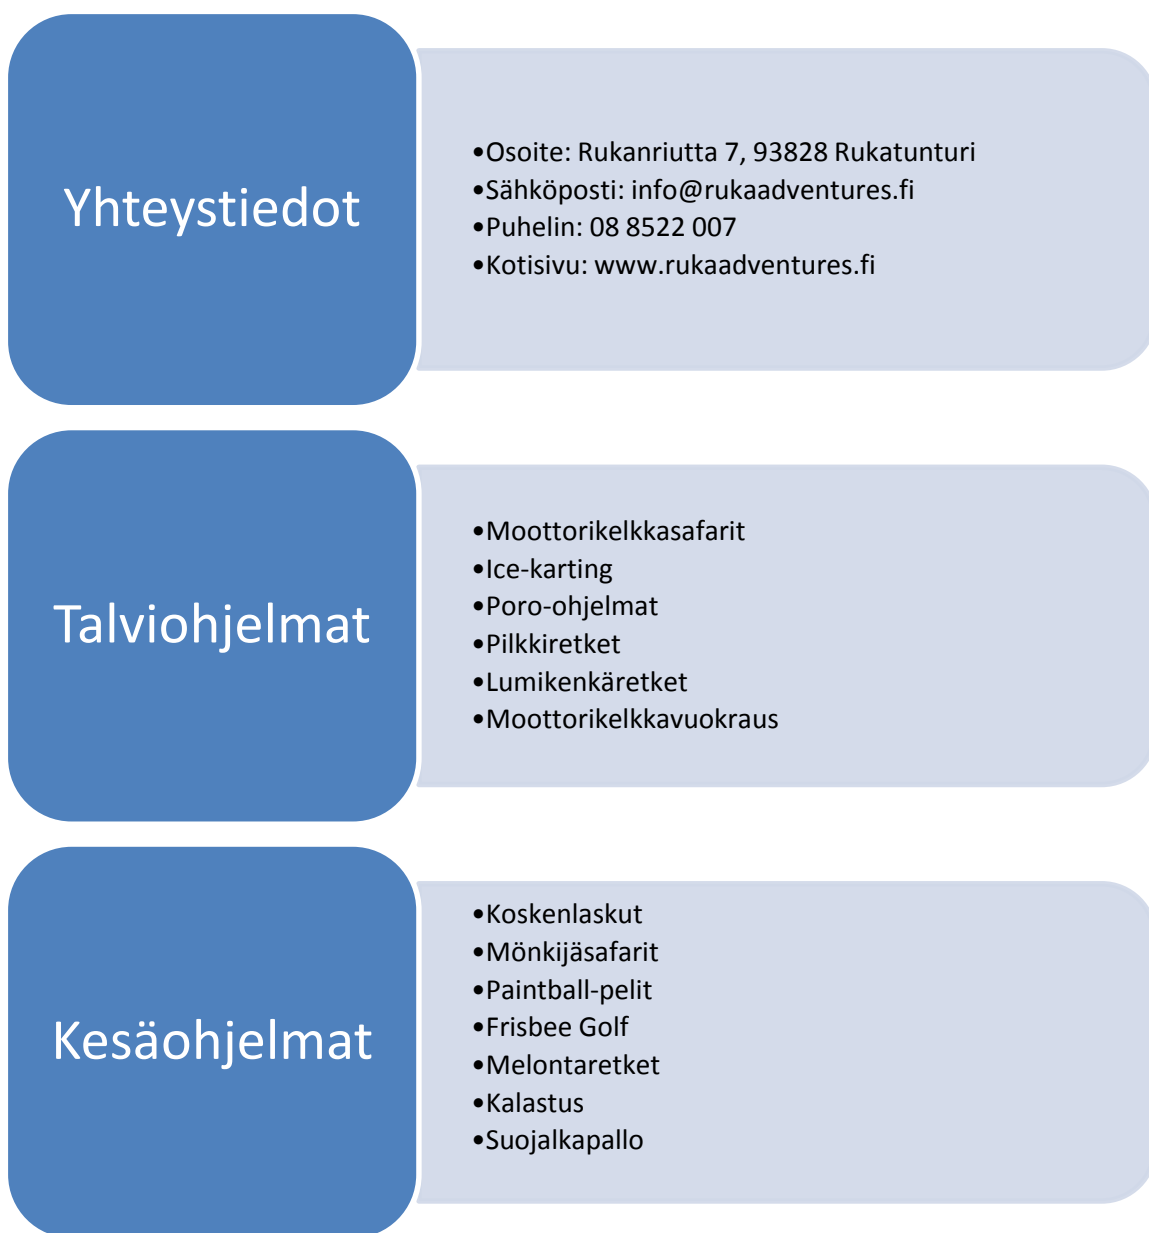 Yhteystiedot
•Osoite: Rukanriutta 7, 93828 Rukatunturi
•Sähköposti: info@rukaadventures.fi
•Puhelin: 08 8522 007
•Kotisivu: www.rukaadventures.fi
Talviohjelmat
•Moottorikelkkasafarit
•Ice-karting
•Poro-ohjelmat
•Pilkkiretket
•Lumikenkäretket
•Moottorikelkkavuokraus
Kesäohjelmat
•Koskenlaskut
•Mönkijäsafarit
•Paintball-pelit
•Frisbee Golf
•Melontaretket
•Kalastus
•Suojalkapallo